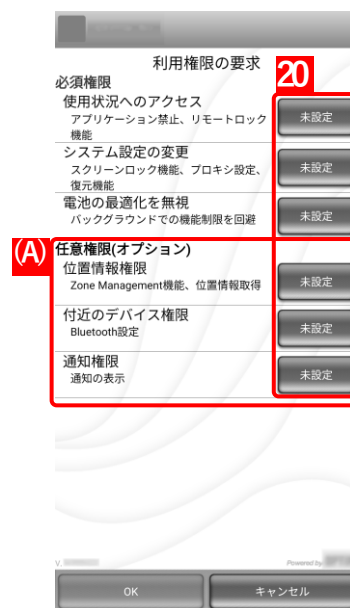 利用権限の要求
20
必須権限
使用状況へのアクセス
アプリケーション禁止、リモートロック
機能
未設定
システム設定の変更
スクリーンロック機能、プロキシ設定、
復元機能
未設定
電池の最適化を無視
バックグラウンドでの機能制限を回避
未設定
(A)
任意権限(オプション)
位置情報権限
Zone Management機能、位置情報取得
未設定
付近のデバイス権限
Bluetooth設定
未設定
通知権限
通知の表示
未設定
V.
Powered by
OK
キャンセル